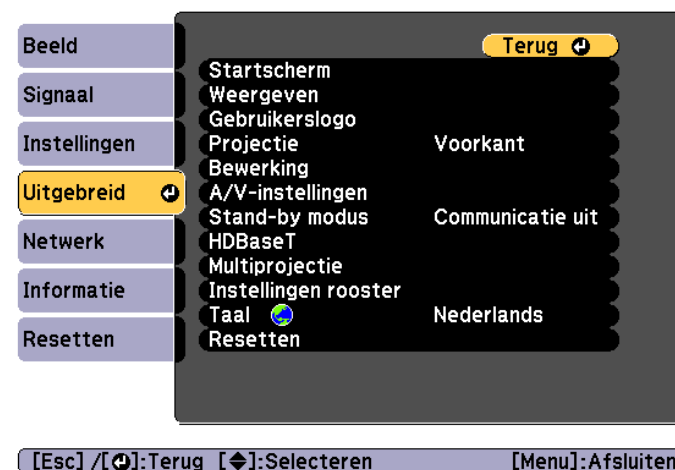 Beeld
Signaal
Instellingen
Uitgebreid
Netwerk
Informatie
Resetten
Terug
Startscherm
Weergeven
Gebruikerslogo
Projectie Voorkant
Bewerking
A/V-instellingen
Stand-by modus Communicatie uit
HDBaseT
Multiprojectie
Instellingen rooster
Taal Nederlands
Resetten
[Esc] /[⏎]:Terug [◆]:Selecteren [Menu]:Afsluiten